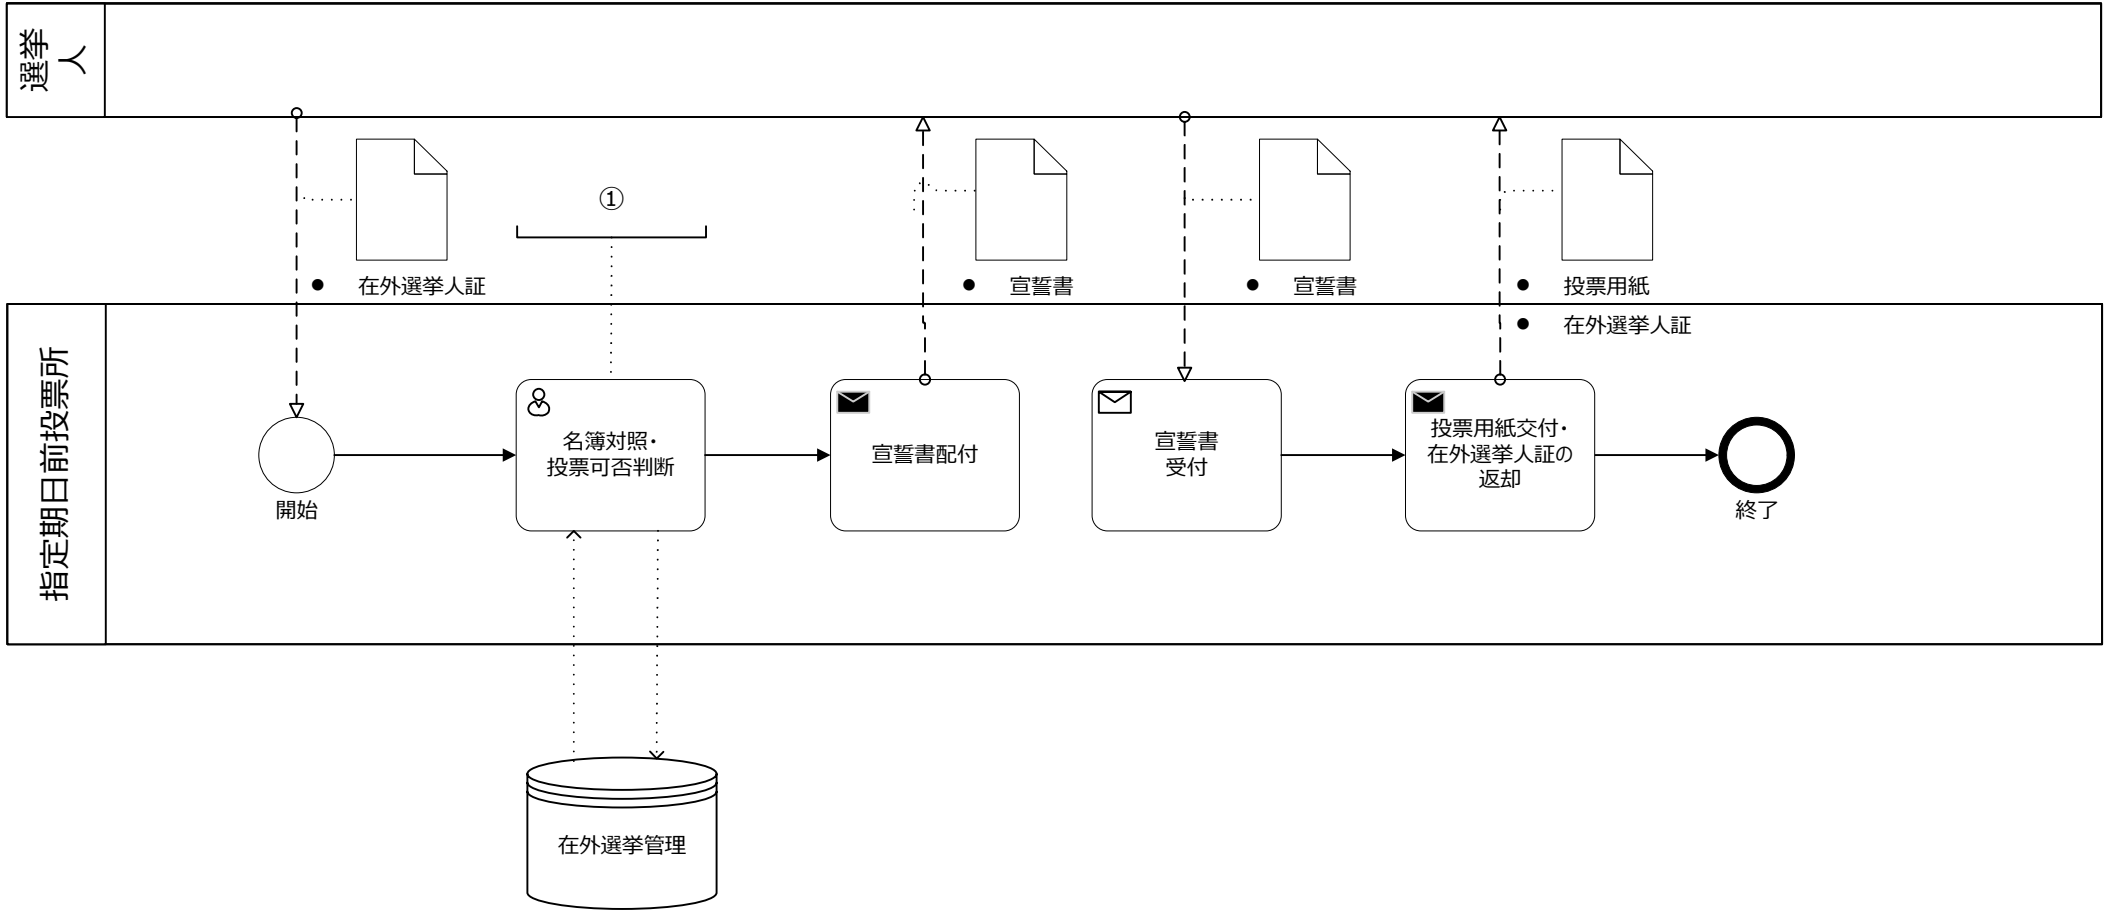 選挙
人
①
● 在外選挙人証
● 宣誓書
● 宣誓書
● 投票用紙
● 在外選挙人証
指定期日前投票所
開始
名簿対照・
投票可否判断
宣誓書配付
宣誓書
受付
投票用紙交付・
在外選挙人証の
返却
終了
在外選挙管理